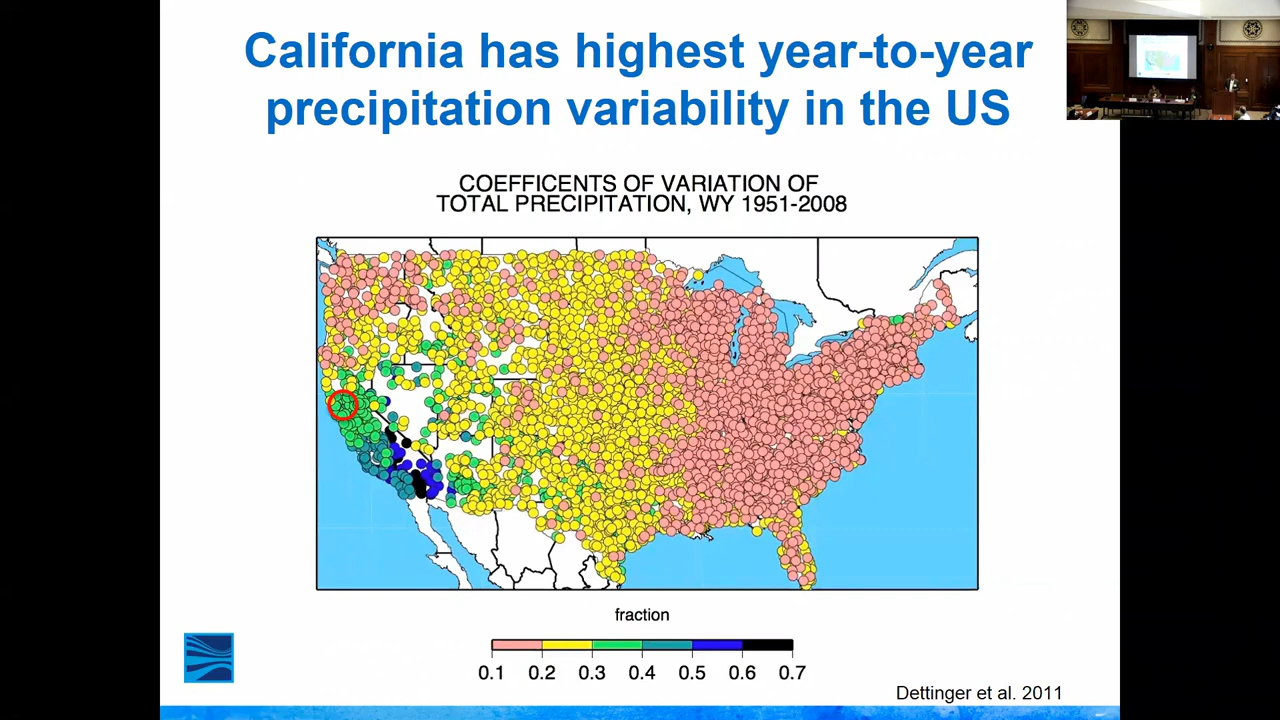 California has highest year-to-year
precipitation variability in the US
COEFFICENTS OF VARIATION OF
TOTAL PRECIPITATION, WY 1951-2008
fraction
0.1 0.2 0.3 0.4 0.5 0.6 0.7
Dettinger et al. 2011